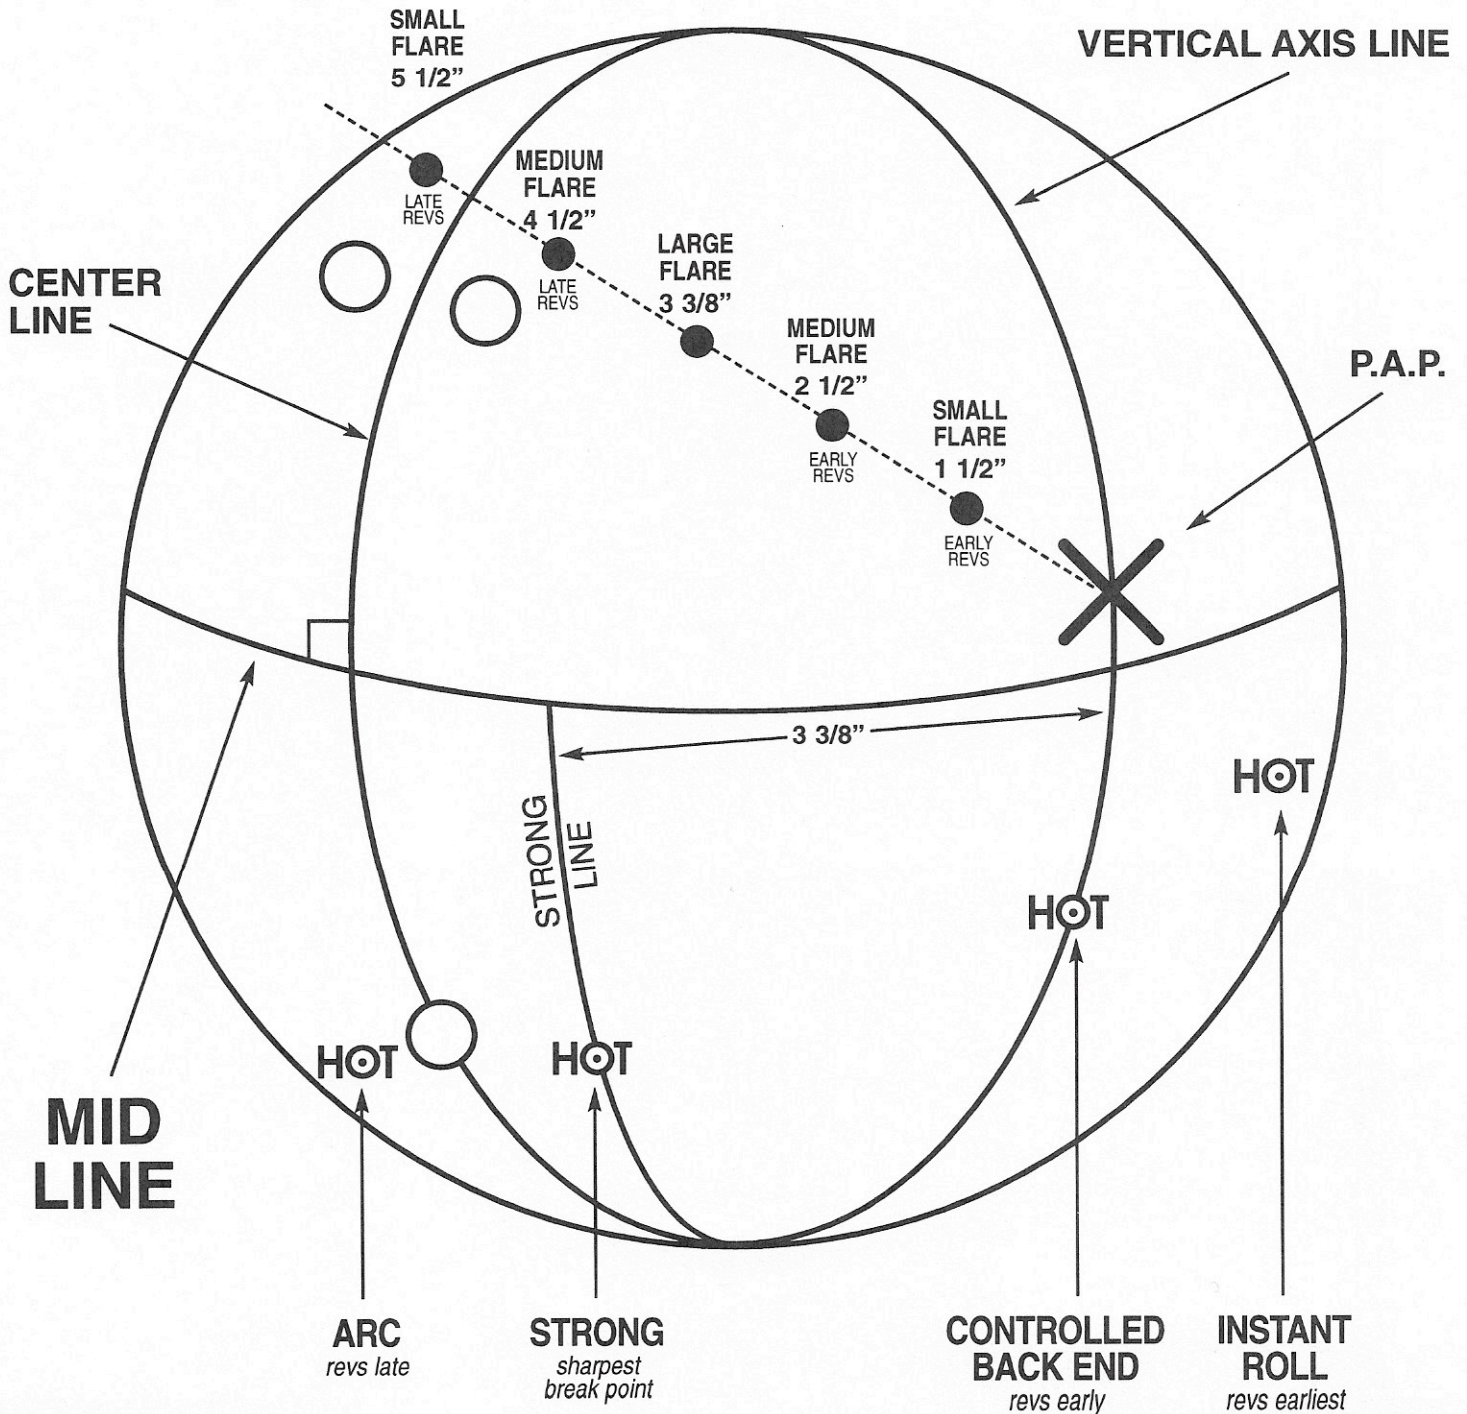 SMALL
FLARE
5 1/2”
VERTICAL AXIS LINE
MEDIUM
FLARE
4 1/2”
LATE
REVS
LARGE
FLARE
3 3/8”
LATE
REVS
CENTER
LINE
MEDIUM
FLARE
2 1/2”
EARLY
REVS
P.A.P.
SMALL
FLARE
1 1/2”
EARLY
REVS
3 3/8”
STRONG
LINE
HOT
HOT
HOT
HOT
MID
LINE
ARC
revs late
STRONG
sharpest
break point
CONTROLLED
BACK END
revs early
INSTANT
ROLL
revs earliest